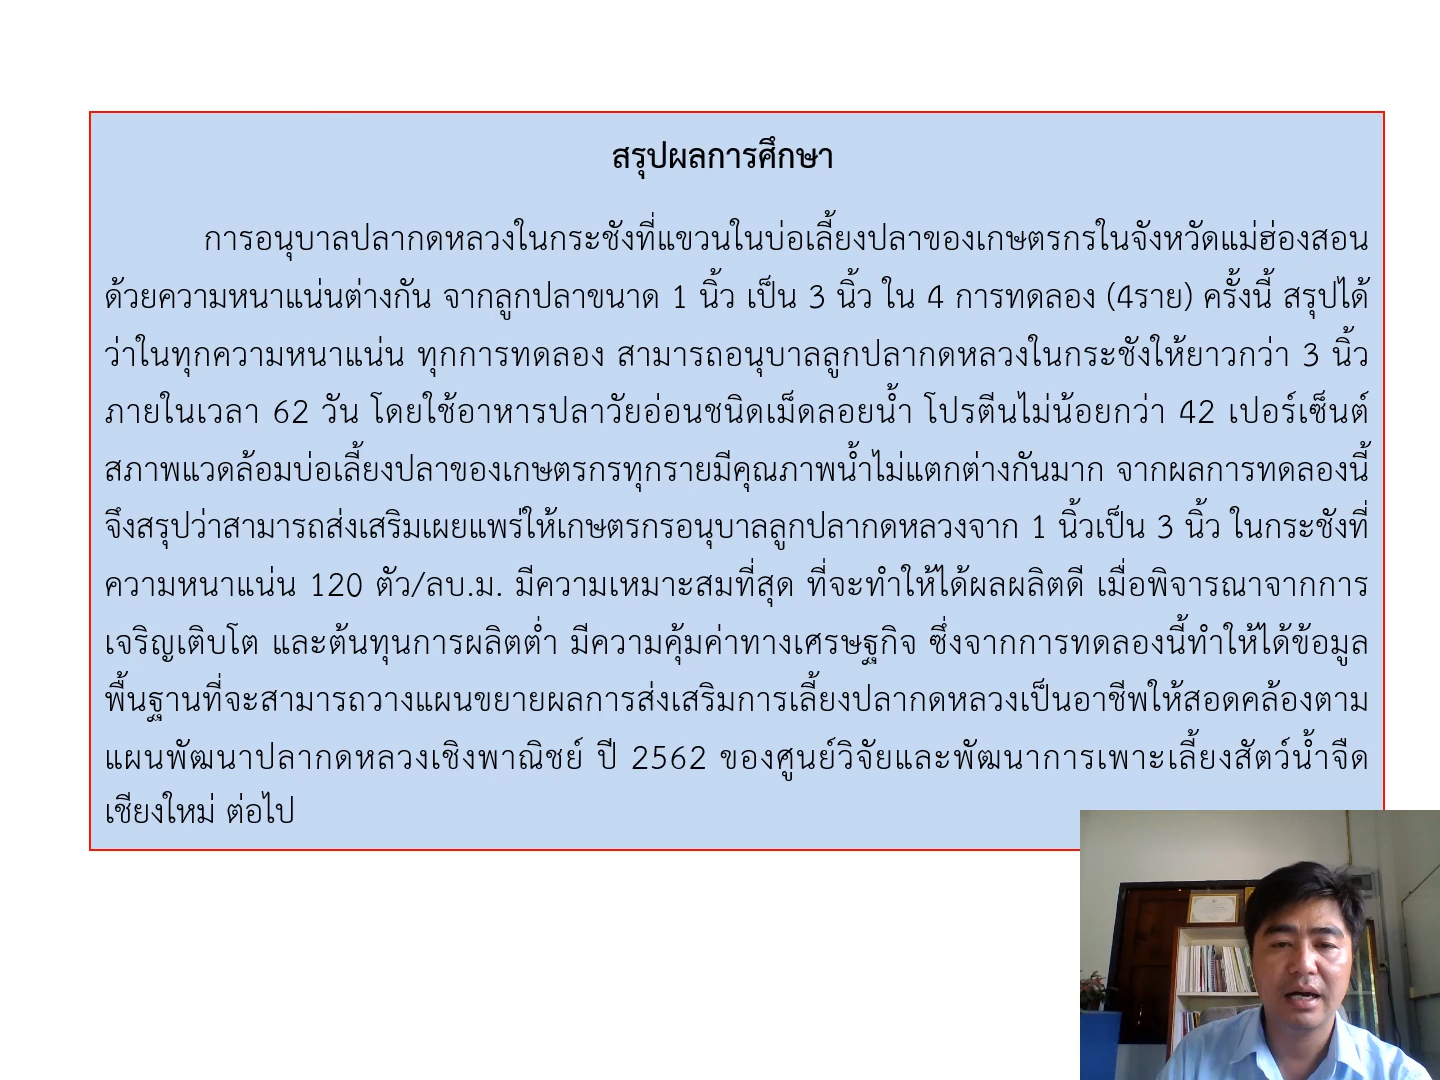 สรุปผลการศึกษา
การอนุบาลปลากดหลวงในกระชังที่แขวนในบ่อเลี้ยงปลาของเกษตรกรในจังหวัดแม่ฮ่องสอน
ด้วยความหนาแน่นต่างกัน จากลูกปลาขนาด 1 นิ้ว เป็น 3 นิ้ว ใน 4 การทดลอง (4ราย) ครั้งนี้ สรุปได้
ว่าในทุกความหนาแน่น ทุกการทดลอง สามารถอนุบาลลูกปลากดหลวงในกระชังให้ยาวกว่า 3 นิ้ว
ภายในเวลา 62 วัน โดยใช้อาหารปลาวัยอ่อนชนิดเม็ดลอยน้ำ โปรตีนไม่น้อยกว่า 42 เปอร์เซ็นต์
สภาพแวดล้อมบ่อเลี้ยงปลาของเกษตรกรทุกรายมีคุณภาพน้ำไม่แตกต่างกันมาก จากผลการทดลองนี้
จึงสรุปว่าสามารถส่งเสริมเผยแพร่ให้เกษตรกรอนุบาลลูกปลากดหลวงจาก 1 นิ้วเป็น 3 นิ้ว ในกระชังที่
ความหนาแน่น 120 ตัว/ลบ.ม. มีความเหมาะสมที่สุด ที่จะทำให้ได้ผลผลิตดี เมื่อพิจารณาจากการ
เจริญเติบโต และต้นทุนการผลิตต่ำ มีความคุ้มค่าทางเศรษฐกิจ ซึ่งจากการทดลองนี้ทำให้ได้ข้อมูล
พื้นฐานที่จะสามารถวางแผนขยายผลการส่งเสริมการเลี้ยงปลากดหลวงเป็นอาชีพให้สอดคล้องตาม
แผนพัฒนาปลากดหลวงเชิงพาณิชย์ ปี 2562 ของศูนย์วิจัยและพัฒนาการเพาะเลี้ยงสัตว์น้ำจืด
เชียงใหม่ ต่อไป